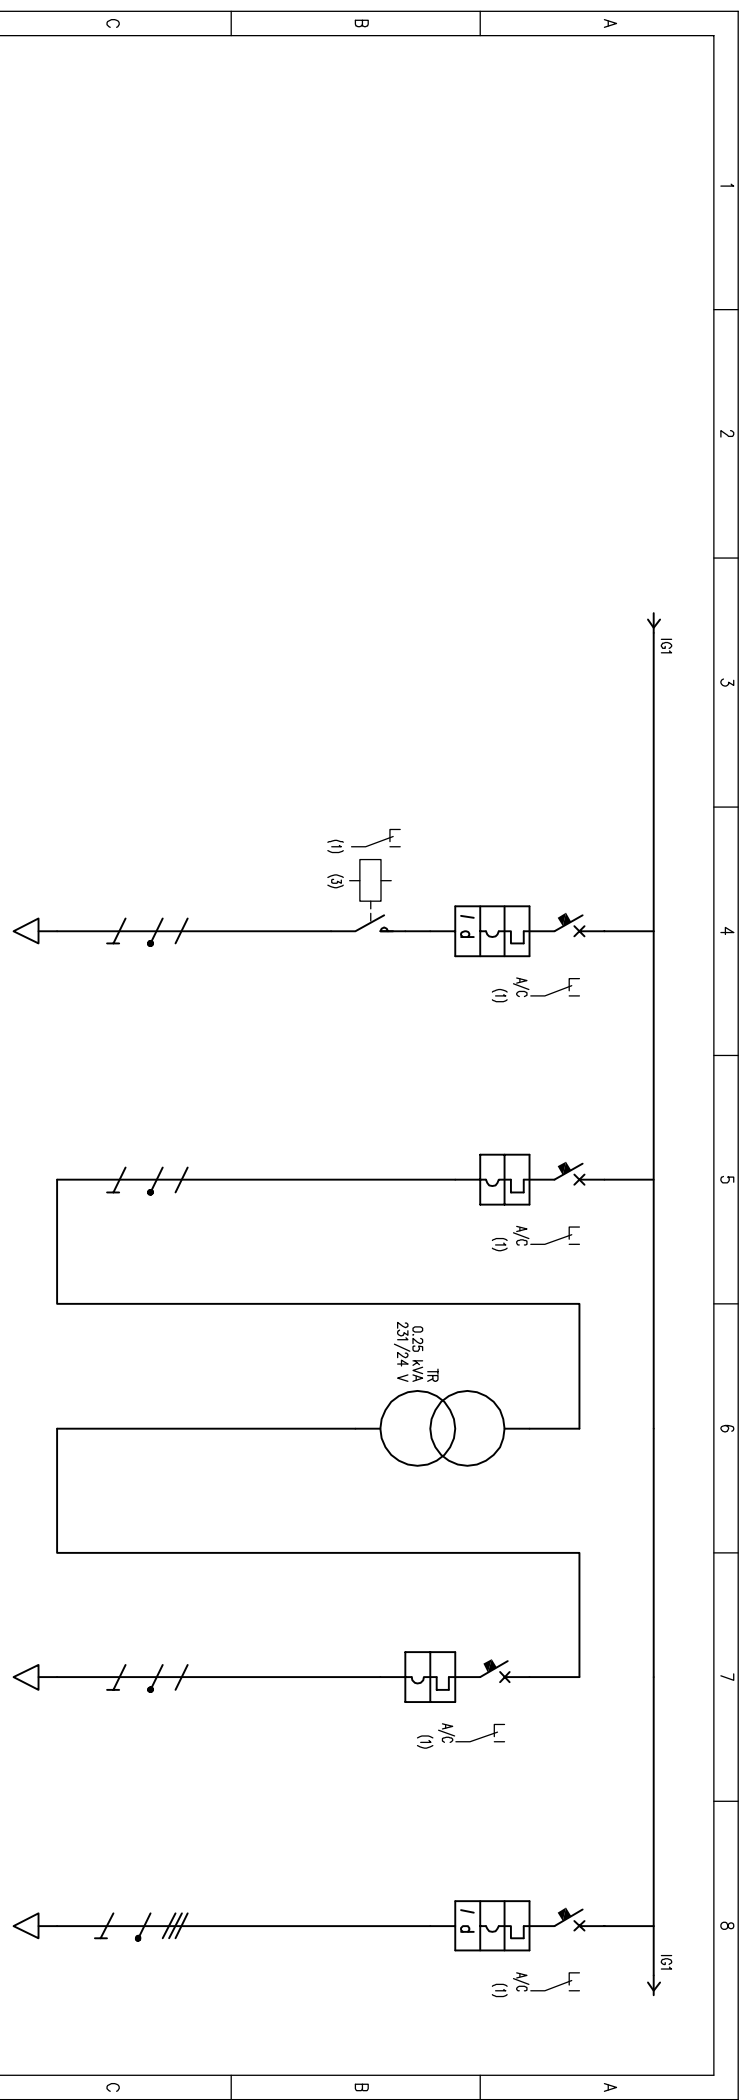 1 2 3 4 5 6 7 8
IG1 IG1
A A
A/C
(1)
A/C
(1)
A/C
(1)
I d
I d
A/C
(1)
TR
0.25 kVA
231/24 V
B B
(1) (3)
C C